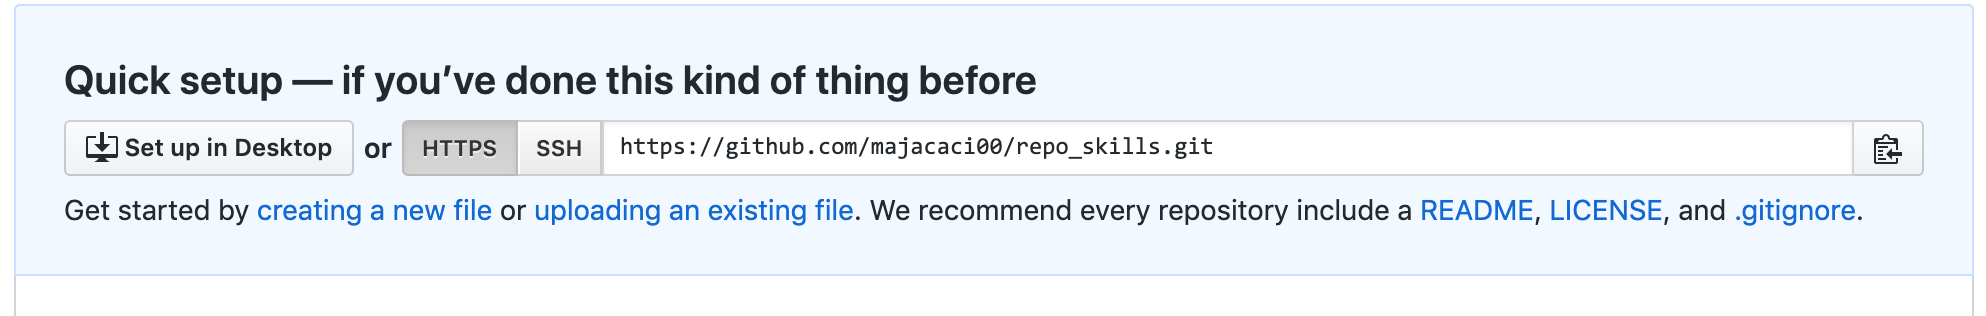 Quick setup — if you’ve done this kind of thing before
Set up in Desktop or HTTPS SSH https://github.com/majacaci00/repo_skills.git
Get started by creating a new file or uploading an existing file. We recommend every repository include a README, LICENSE, and .gitignore.